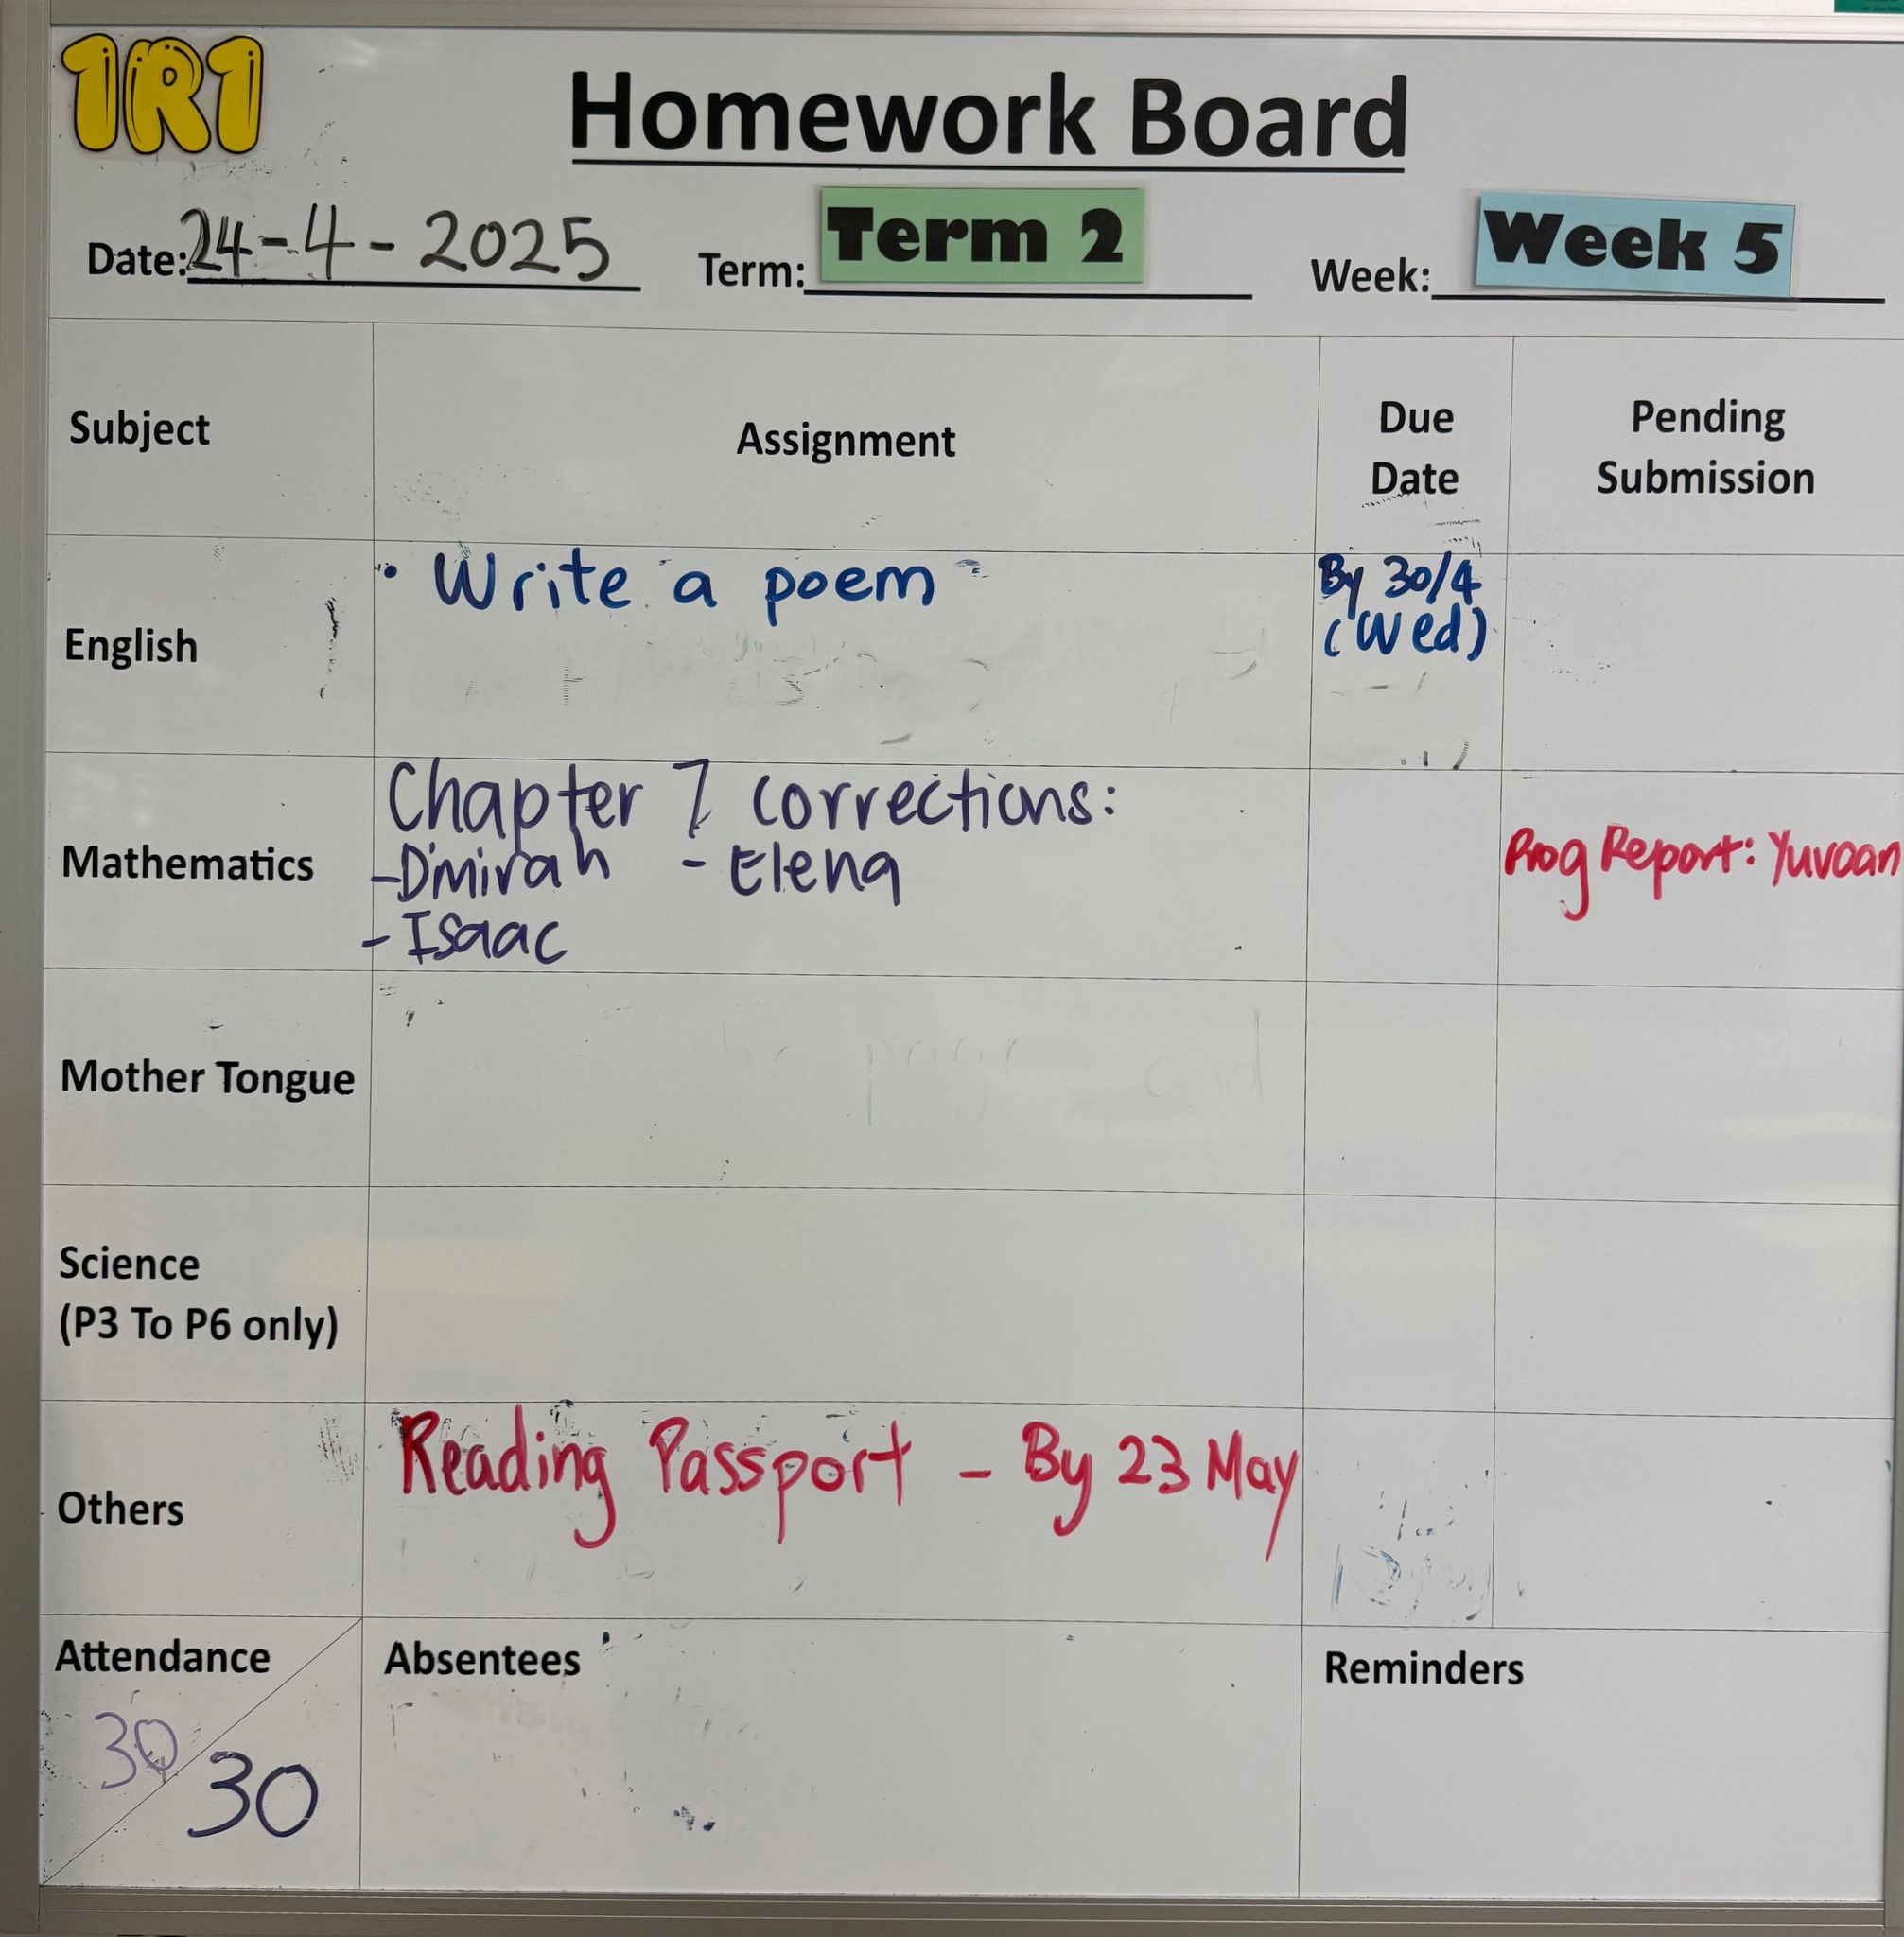 1R1
Homework Board
Date: 24-4-2025 Term: Term 2 Week: Week 5
Subject Assignment Due Date Pending Submission
English • Write a poem By 30/4 (Wed)
Mathematics Chapter 7 corrections: Prog Report: Yuvaan
-D'mirah - Elena
- Isaac
Mother Tongue
Science
(P3 To P6 only)
Others Reading Passport - By 23 May
Attendance Absentees Reminders
30
30